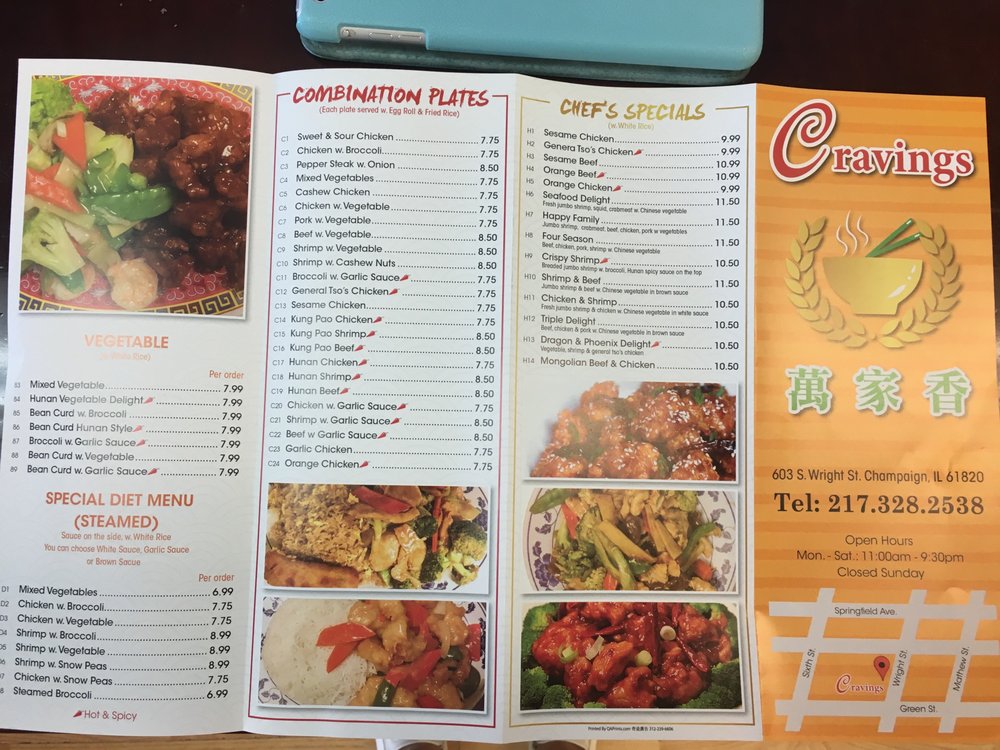 VEGETABLE
(w. White Rice)
Per order
83 Mixed Vegetable 7.99
84 Hunan Vegetable Delight 7.99
85 Bean Curd w. Broccoli 7.99
86 Bean Curd Hunan Style 7.99
87 Broccoli w. Garlic Sauce 7.99
88 Bean Curd w. Vegetable 7.99
89 Bean Curd w. Garlic Sauce 7.99
SPECIAL DIET MENU
(STEAMED)
Sauce on the side, w. White Rice
You can choose White Sauce, Garlic Sauce
or Brown Sacue
Per order
D1 Mixed Vegetables 6.99
D2 Chicken w. Broccoli 7.75
D3 Chicken w. Vegetable 7.75
D4 Shrimp w. Broccoli 8.99
D5 Shrimp w. Vegetable 8.99
D6 Shrimp w. Snow Peas 8.99
D7 Chicken w. Snow Peas 7.75
D8 Steamed Broccoli 6.99
Hot & Spicy
COMBINATION PLATES
(Each plate served w. Egg Roll & Fried Rice)
C1 Sweet & Sour Chicken 7.75
C2 Chicken w. Broccoli 7.75
C3 Pepper Steak w. Onion 7.75
C4 Mixed Vegetables 7.75
C5 Cashew Chicken 7.75
C6 Chicken w. Vegetable 7.75
C7 Pork w. Vegetable 7.75
C8 Beef w. Vegetable 8.50
C9 Shrimp w. Vegetable 8.50
C10 Shrimp w. Cashew Nuts 8.50
C11 Broccoli w. Garlic Sauce 7.75
C12 General Tso's Chicken 7.75
C13 Sesame Chicken 7.75
C14 Kung Pao Chicken 7.75
C15 Kung Pao Shrimp 8.50
C16 Kung Pao Beef 8.50
C17 Hunan Chicken 7.75
C18 Hunan Shrimp 8.50
C19 Hunan Beef 8.50
C20 Chicken w. Garlic Sauce 7.75
C21 Shrimp w. Garlic Sauce 8.50
C22 Beef w Garlic Sauce 8.50
C23 Garlic Chicken 7.75
C24 Orange Chicken 7.75
CHEF'S SPECIALS
(w. White Rice)
H1 Sesame Chicken 9.99
H2 Genera Tso's Chicken 9.99
H3 Sesame Beef 10.99
H4 Orange Beef 10.99
H5 Orange Chicken 9.99
H6 Seafood Delight 11.50
Fresh jumbo shrimp, squid, crabmeat w. Chinese vegetable
H7 Happy Family 11.50
Jumbo shrimp, crabmeat, beef, chicken, pork w vegetables
H8 Four Season 11.50
Beef, chicken, pork, shrimp w. Chinese vegetable
H9 Crispy Shrimp 10.50
Breaded jumbo shrimp w. broccoli, Hunan spicy sauce on the top
H10 Shrimp & Beef 11.50
Jumbo shrimp & beef w. Chinese vegetable in brown sauce
H11 Chicken & Shrimp 10.50
Fresh jumbo shrimp & chicken w. Chinese vegetable in white sauce
H12 Triple Delight 10.50
Beef, chicken & pork w. Chinese vegetable in brown sauce
H13 Dragon & Phoenix Delight 10.50
Vegetable, shrimp & general tso's chicken
H14 Mongolian Beef & Chicken 10.50
Printed By QNPrints.com 奇迹廣告 312-239-6606
Cravings
萬家香
603 S. Wright St. Champaign, IL 61820
Tel: 217.328.2538
Open Hours
Mon. - Sat.: 11:00am - 9:30pm
Closed Sunday
Springfield Ave.
Sixth St.
Wright St.
Mathew St.
Cravings
Green St.